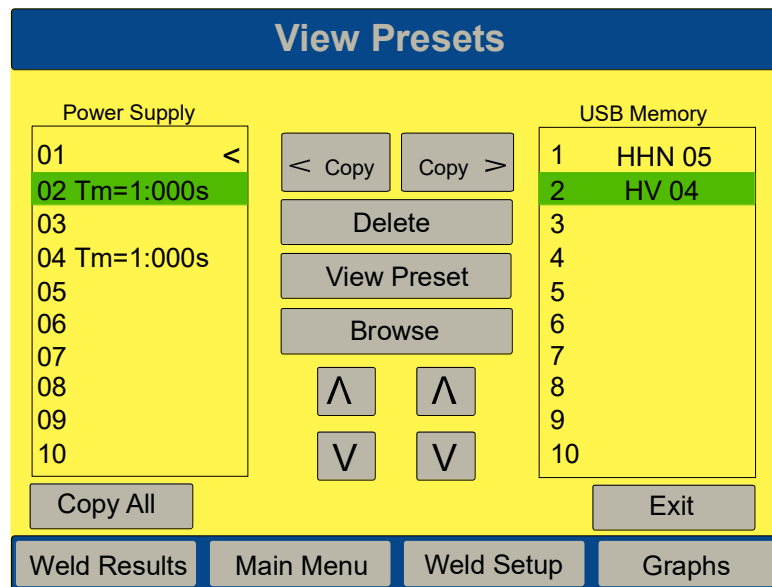 View Presets
Power Supply
01 <
02 Tm=1:000s
03
04 Tm=1:000s
05
06
07
08
09
10
Copy All
< Copy
Copy >
Delete
View Preset
Browse
Λ Λ
V V
USB Memory
1 HHN 05
2 HV 04
3
4
5
6
7
8
9
10
Exit
Weld Results
Main Menu
Weld Setup
Graphs